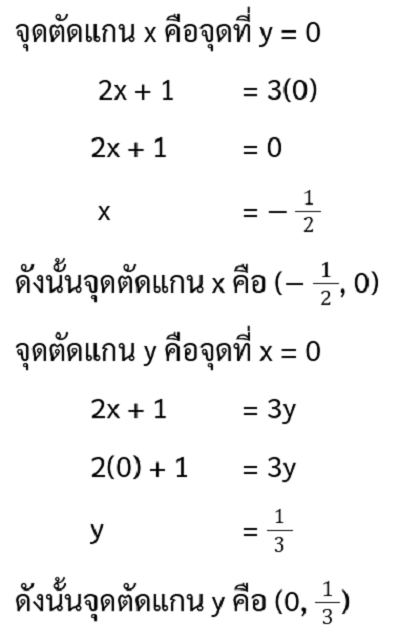 จุดตัดแกน x คือจุดที่ y = 0
2x + 1 = 3(0)
2x + 1 = 0
x = − 1/2
ดังนั้นจุดตัดแกน x คือ (− 1/2, 0)
จุดตัดแกน y คือจุดที่ x = 0
2x + 1 = 3y
2(0) + 1 = 3y
y = 1/3
ดังนั้นจุดตัดแกน y คือ (0, 1/3)